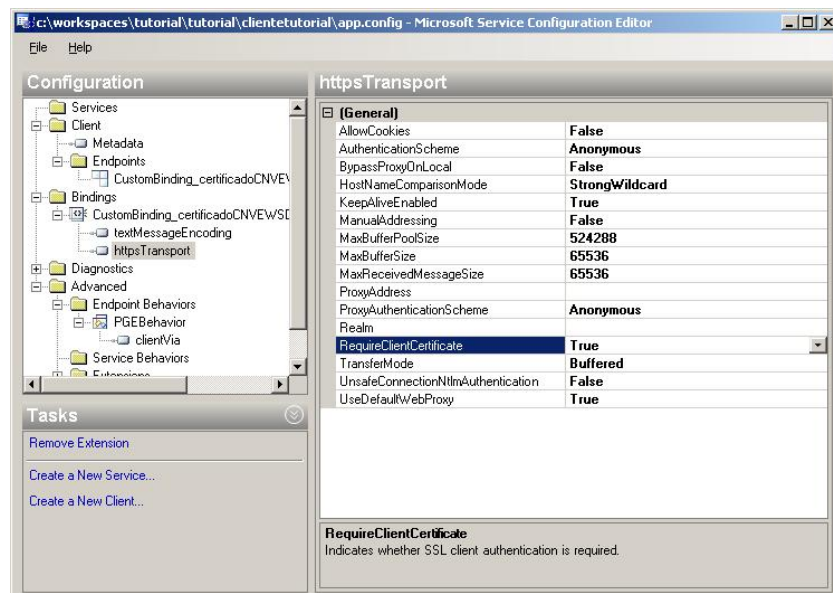 c:\workspaces\tutorial\tutorial\clientetutorial\app.config - Microsoft Service Configuration Editor
File Help
Configuration
Services
Client
Metadata
Endpoints
CustomBinding_certificadoCNVE
Bindings
CustomBinding_certificadoCNVEWSD
textMessageEncoding
httpsTransport
Diagnostics
Advanced
Endpoint Behaviors
PGEBehavior
clientVia
Service Behaviors
Extensions
Tasks
Remove Extension
Create a New Service...
Create a New Client...
httpsTransport
(General)
AllowCookies False
AuthenticationScheme Anonymous
BypassProxyOnLocal False
HostNameComparisonMode StrongWildcard
KeepAliveEnabled True
ManualAddressing False
MaxBufferPoolSize 524288
MaxBufferSize 65536
MaxReceivedMessageSize 65536
ProxyAddress
ProxyAuthenticationScheme Anonymous
Realm
RequireClientCertificate True
TransferMode Buffered
UnsafeConnectionNtlmAuthentication False
UseDefaultWebProxy True
RequireClientCertificate
Indicates whether SSL client authentication is required.